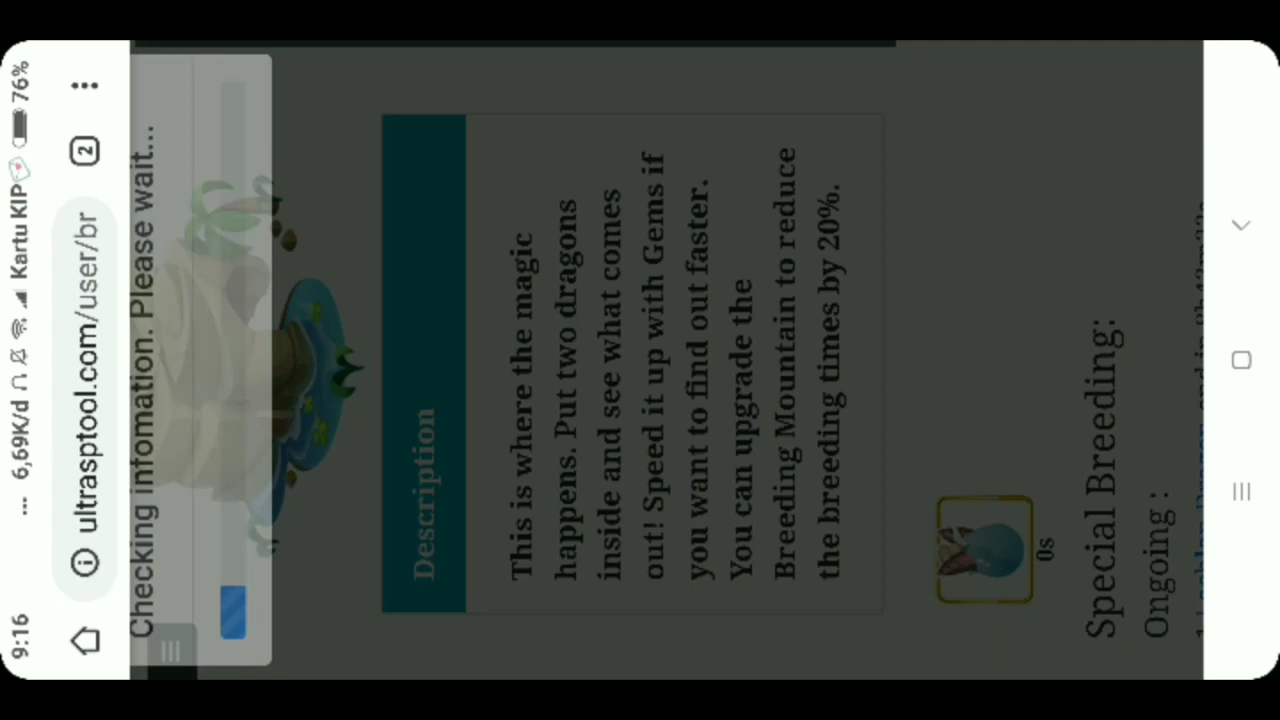 9:16 ... 6,69K/d Kartu KIP 76%
ultrasptool.com/user/br 2
Checking infomation. Please wait...
Description
This is where the magic
happens. Put two dragons
inside and see what comes
out! Speed it up with Gems if
you want to find out faster.
You can upgrade the
Breeding Mountain to reduce
the breeding times by 20%.
0s
Special Breeding:
Ongoing :